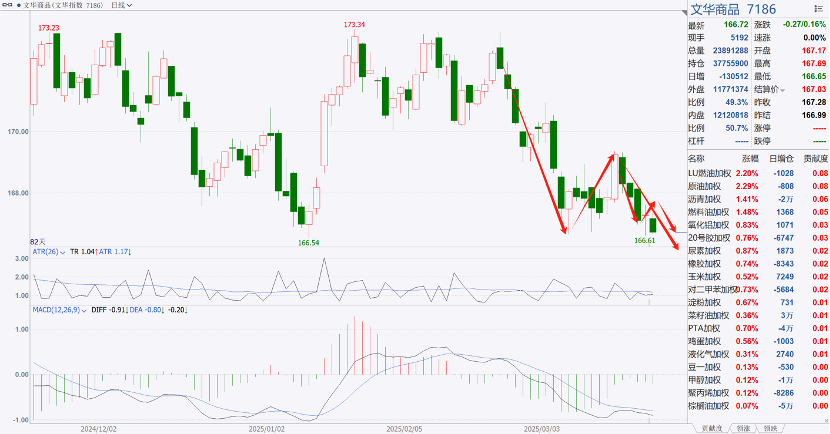 文华商品(文华指数 7186) 日线
173.23
173.34
170.00
168.00
166.54
166.61
82天
ATR(26) TR 1.04↑ATR 1.17↓
3.00
2.00
1.00
MACD(12,26,9) DIFF -0.91↓DEA -0.80↓ -0.20↓
1.00
0.00
-1.00
2024/12/02 2025/01/02 2025/02/05 2025/03/03
文华商品 7186
最新 166.72 涨跌 -0.27/0.16%
现手 5192 速涨 0.00%
总量 23891288 开盘 167.17
持仓 37755900 最高 167.69
日增 -130512 最低 166.65
外盘 11771374 结算价 167.03
比例 49.3% 昨收 167.28
内盘 12120818 昨结 166.99
比例 50.7% 涨停 -----
杠杆 ----- 跌停 -----
名称 涨幅 日增仓 贡献度
LU燃油加权 2.20% -1028 0.08
原油加权 2.29% -808 0.08
沥青加权 1.41% -2万 0.06
燃料油加权 1.48% 1368 0.05
氧化铝加权 0.83% 1071 0.03
20号胶加权 0.76% -6747 0.03
尿素加权 0.87% 1873 0.02
橡胶加权 0.74% -8343 0.02
玉米加权 0.52% 7249 0.02
对二甲苯加权 0.73% -5684 0.02
淀粉加权 0.67% 731 0.01
菜籽油加权 0.36% 3万 0.01
PTA加权 0.70% -4万 0.01
鸡蛋加权 0.56% -1003 0.01
液化气加权 0.31% 2740 0.01
豆一加权 0.13% -530 0.00
甲醇加权 0.12% -1万 0.00
聚丙烯加权 0.12% -8286 0.00
棕榈油加权 0.07% -5万 0.00
贡献度 领涨 领跌